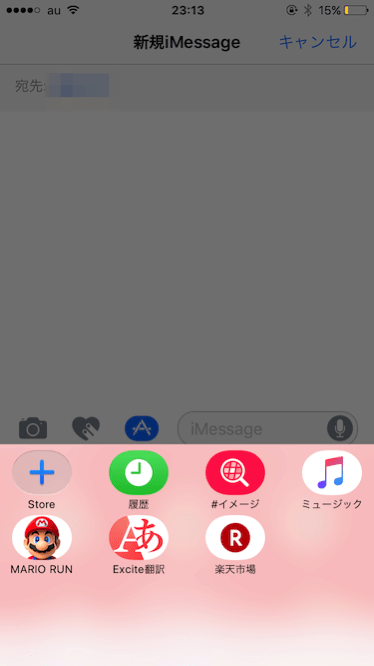 au 23:13 15%
新規iMessage キャンセル
宛先:
iMessage
Store 履歴 #イメージ ミュージック
Aあ R
MARIO RUN Excite翻訳 楽天市場